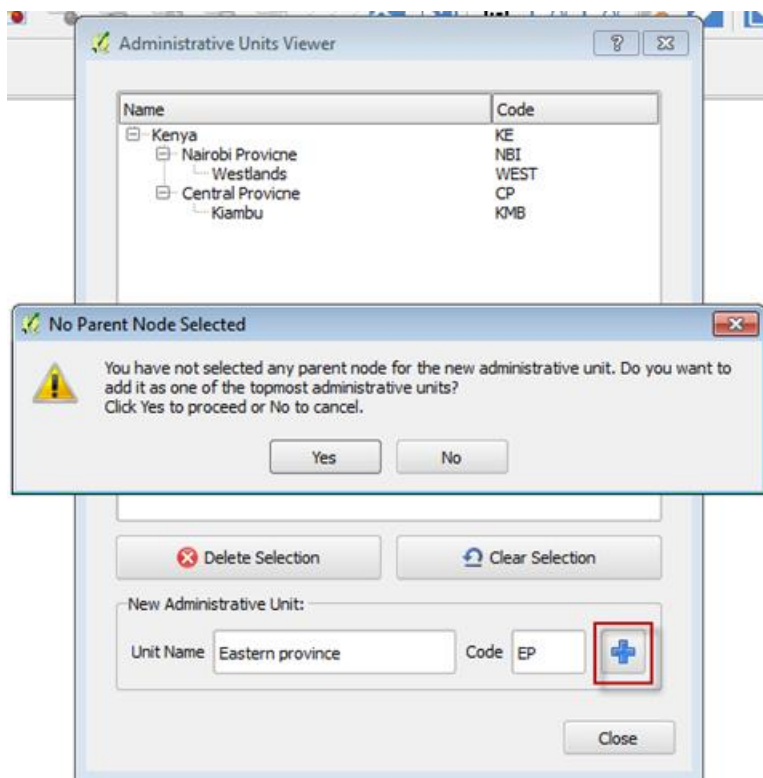 Administrative Units Viewer
Name Code
Kenya KE
Nairobi Provicne NBI
Westlands WEST
Central Provicne CP
Kiambu KMB
No Parent Node Selected
You have not selected any parent node for the new administrative unit. Do you want to
add it as one of the topmost administrative units?
Click Yes to proceed or No to cancel.
Yes No
Delete Selection Clear Selection
New Administrative Unit:
Unit Name Eastern province Code EP
Close